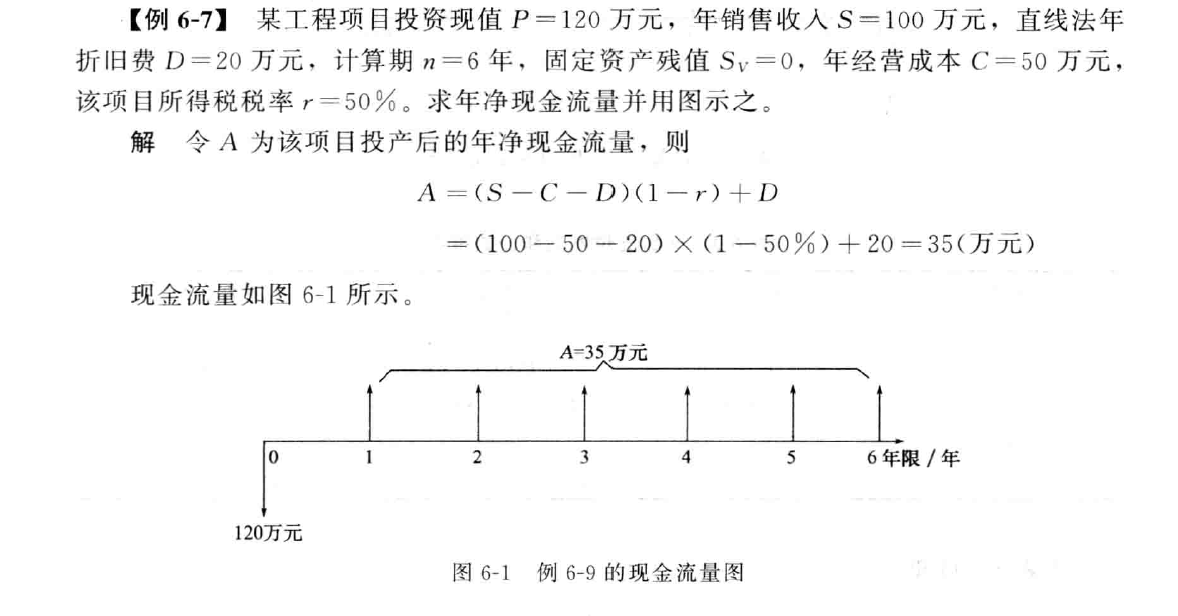 【例 6-7】 某工程项目投资现值 P＝120 万元，年销售收入 S＝100 万元，直线法年
折旧费 D＝20 万元，计算期 n＝6 年，固定资产残值 SV＝0，年经营成本 C＝50 万元，
该项目所得税税率 r＝50％。求年净现金流量并用图示之。
解 令 A 为该项目投产后的年净现金流量，则
A＝(S－C－D)(1－r)＋D
＝(100－50－20)×(1－50％)＋20＝35(万元)
现金流量如图 6-1 所示。
A=35 万元
0 1 2 3 4 5 6 年限 / 年
120万元
图 6-1 例 6-9 的现金流量图